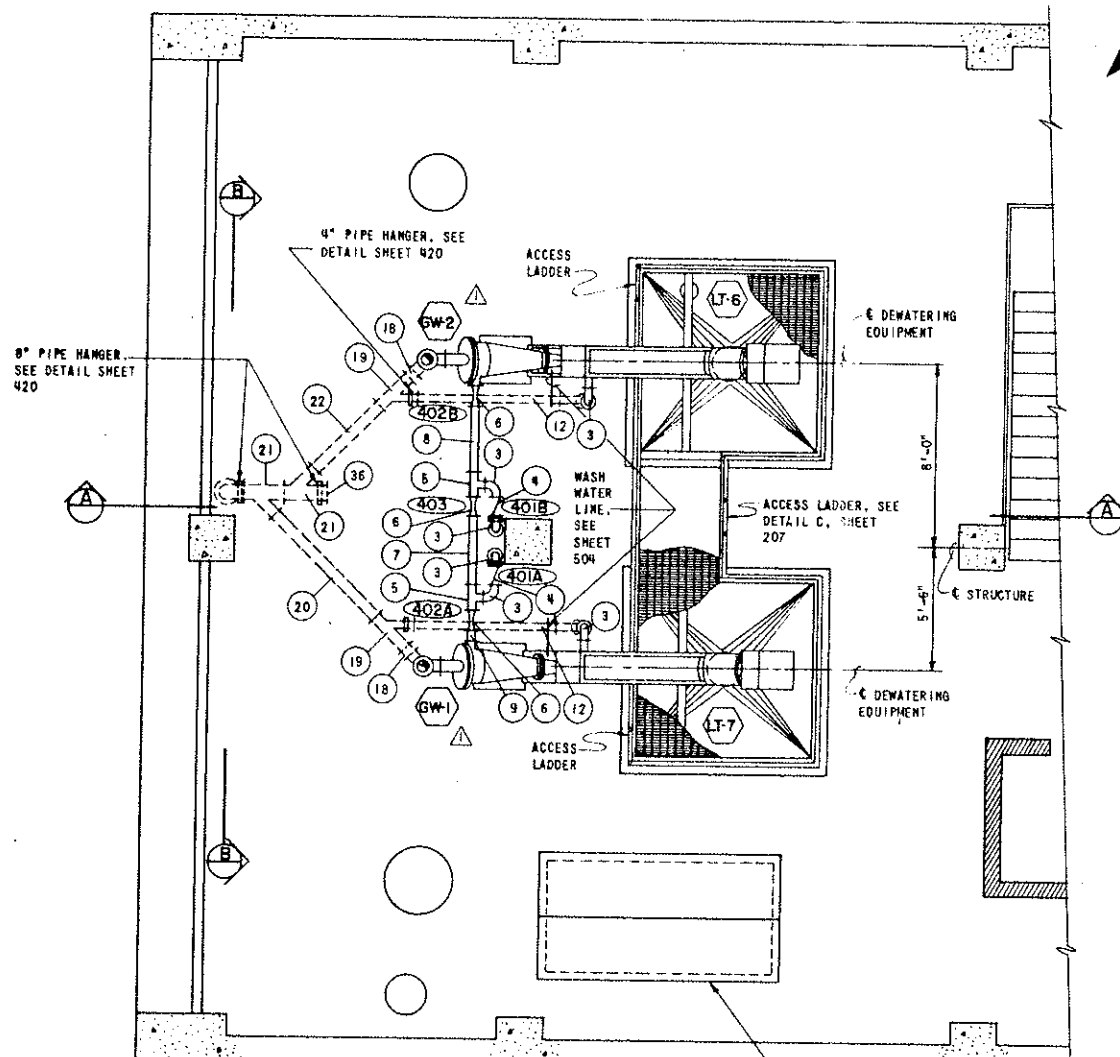 B
4" PIPE HANGER, SEE
DETAIL SHEET 420
ACCESS
LADDER
1
GW-2
LT-6
℄ DEWATERING
EQUIPMENT
8" PIPE HANGER,
SEE DETAIL SHEET
420
18
19
22
402B
6
12
3
8
3
21
36
5
4
WASH
WATER
LINE, SEE
SHEET
504
8'-0"
A
403
401B
ACCESS LADDER, SEE
DETAIL C, SHEET
207
A
21
6
3
7
3
℄ STRUCTURE
401A
20
5
402A
3
4
3
5'-6"
19
18
GW-1
9
6
12
LT-7
℄ DEWATERING
EQUIPMENT
1
ACCESS
LADDER
B